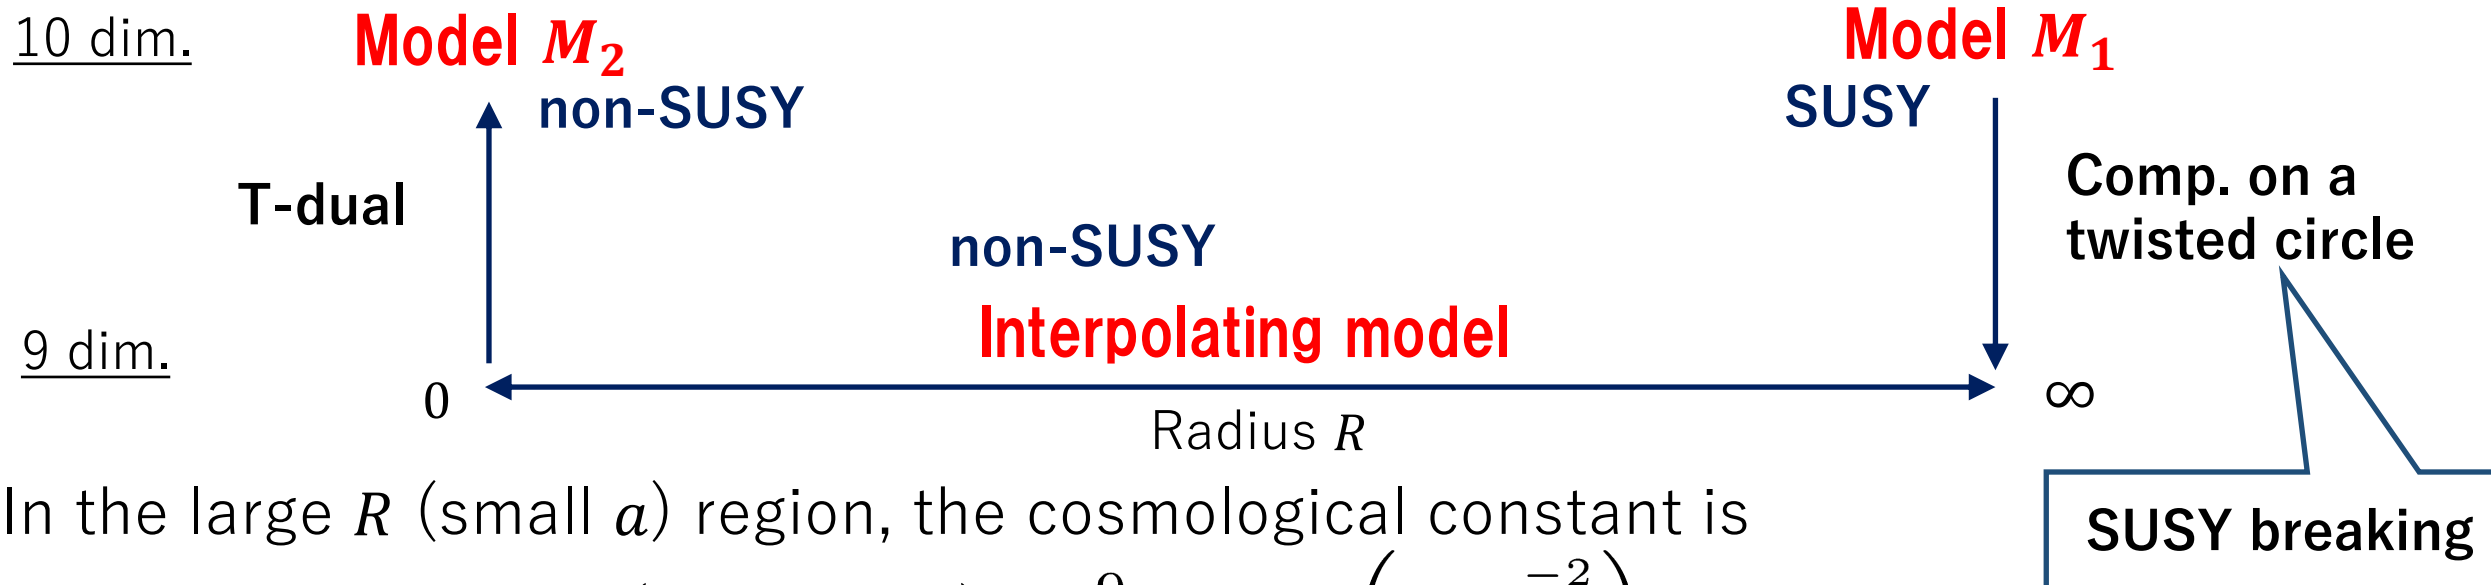 10 dim.
Model M₂
Model M₁
non-SUSY
SUSY
T-dual
Comp. on a
twisted circle
non-SUSY
Interpolating model
9 dim.
0
∞
Radius R
In the large R (small a) region, the cosmological constant is
SUSY breaking